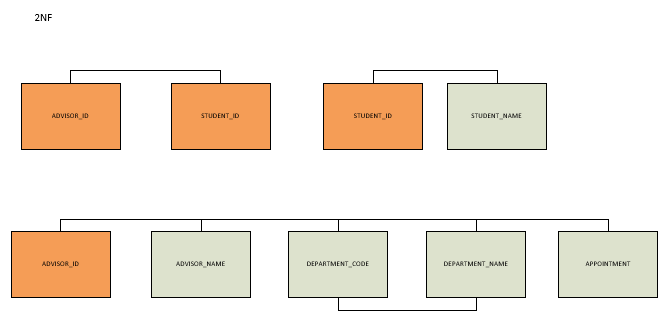 2NF
ADVISOR_ID
STUDENT_ID
STUDENT_ID
STUDENT_NAME
ADVISOR_ID
ADVISOR_NAME
DEPARTMENT_CODE
DEPARTMENT_NAME
APPOINTMENT